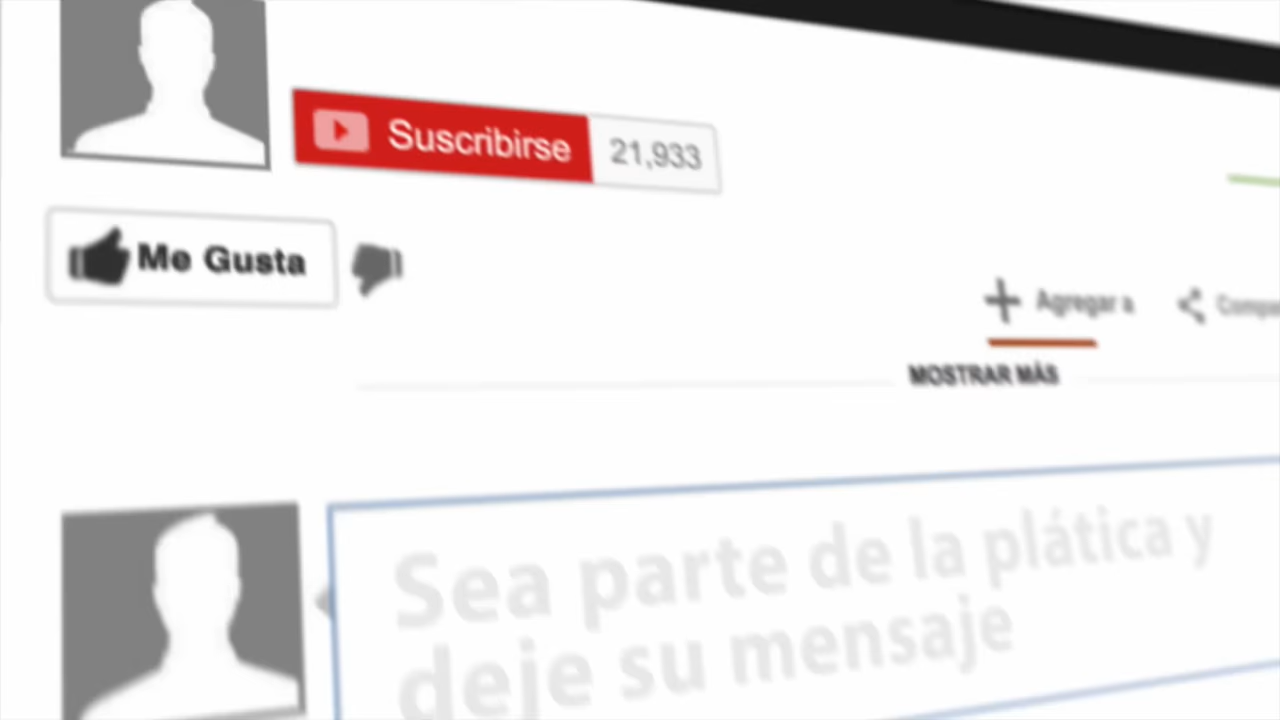 Suscribirse 21,933
Me Gusta
Agregar a
MOSTRAR MÁS
Sea parte de la plática y
deje su mensaje